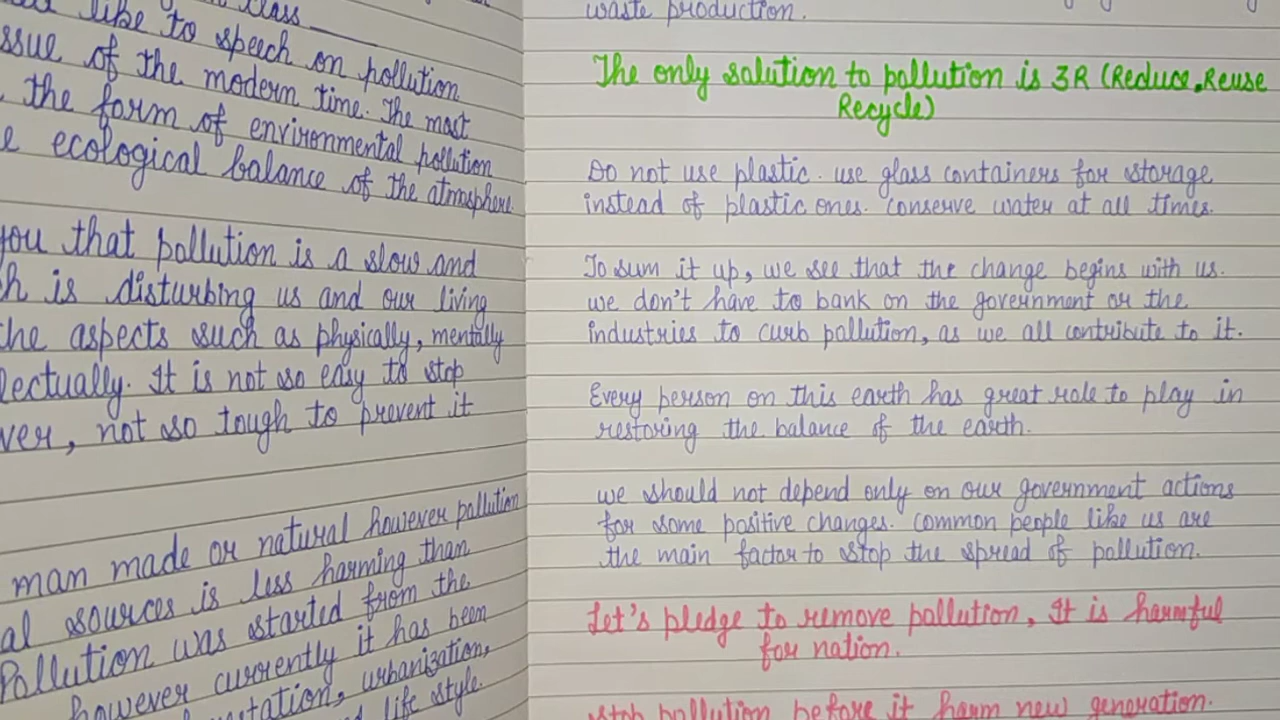 class
like to speech on pollution
ssue of the modern time. The most
the form of environmental pollution
e ecological balance of the atmosphere
you that pollution is a slow and
h is disturbing us and our living
the aspects such as physically, mentally
lectually. It is not so easy to stop
ver, not so tough to prevent it
man made or natural however pollution
al sources is less harming than
Pollution was started from the
however currently it has been
urbanization,
life style.
waste production.
The only solution to pollution is 3R (Reduce, Reuse
Recycle)
Do not use plastic. use glass containers for storage
instead of plastic ones. conserve water at all times.
To sum it up, we see that the change begins with us.
we don't have to bank on the government or the
industries to curb pollution, as we all contribute to it.
Every person on this earth has great role to play in
restoring the balance of the earth.
we should not depend only on our government actions
for some positive changes. common people like us are
the main factor to stop the spread of pollution.
Let's pledge to remove pollution, It is harmful
for nation.
stop pollution before it harm new generation.